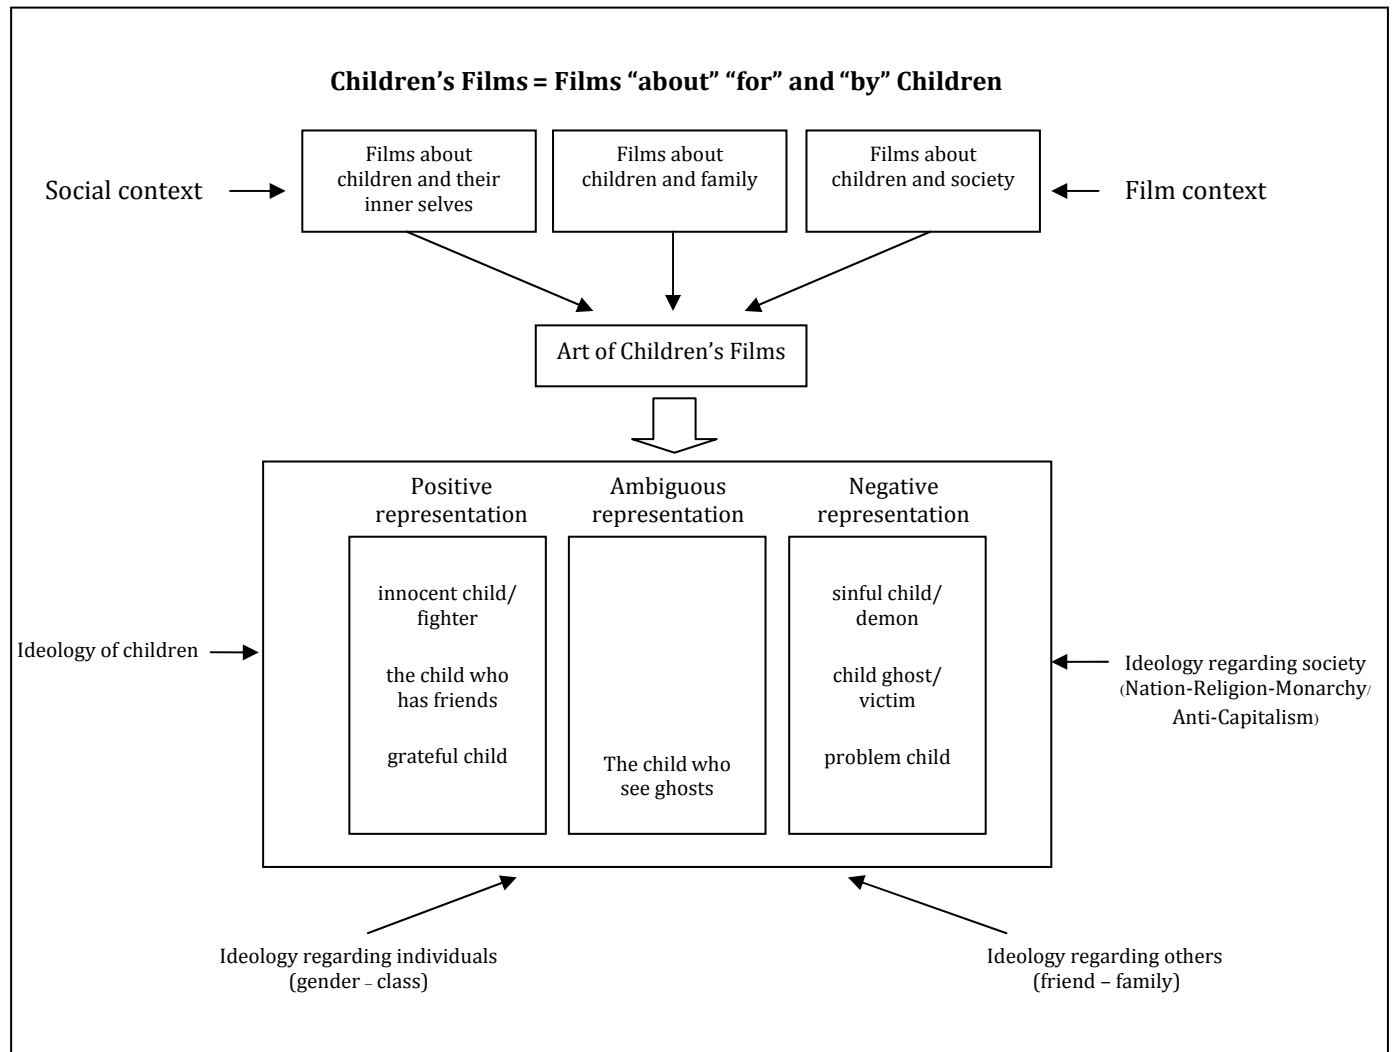 Children’s Films = Films “about” “for” and “by” Children
Social context
Films about
children and their
inner selves
Films about
children and family
Films about
children and society
Film context
Art of Children’s Films
Positive
representation
Ambiguous
representation
Negative
representation
innocent child/
fighter
the child who
has friends
grateful child
The child who
see ghosts
sinful child/
demon
child ghost/
victim
problem child
Ideology of children
Ideology regarding society
(Nation-Religion-Monarchy/
Anti-Capitalism)
Ideology regarding individuals
(gender – class)
Ideology regarding others
(friend – family)